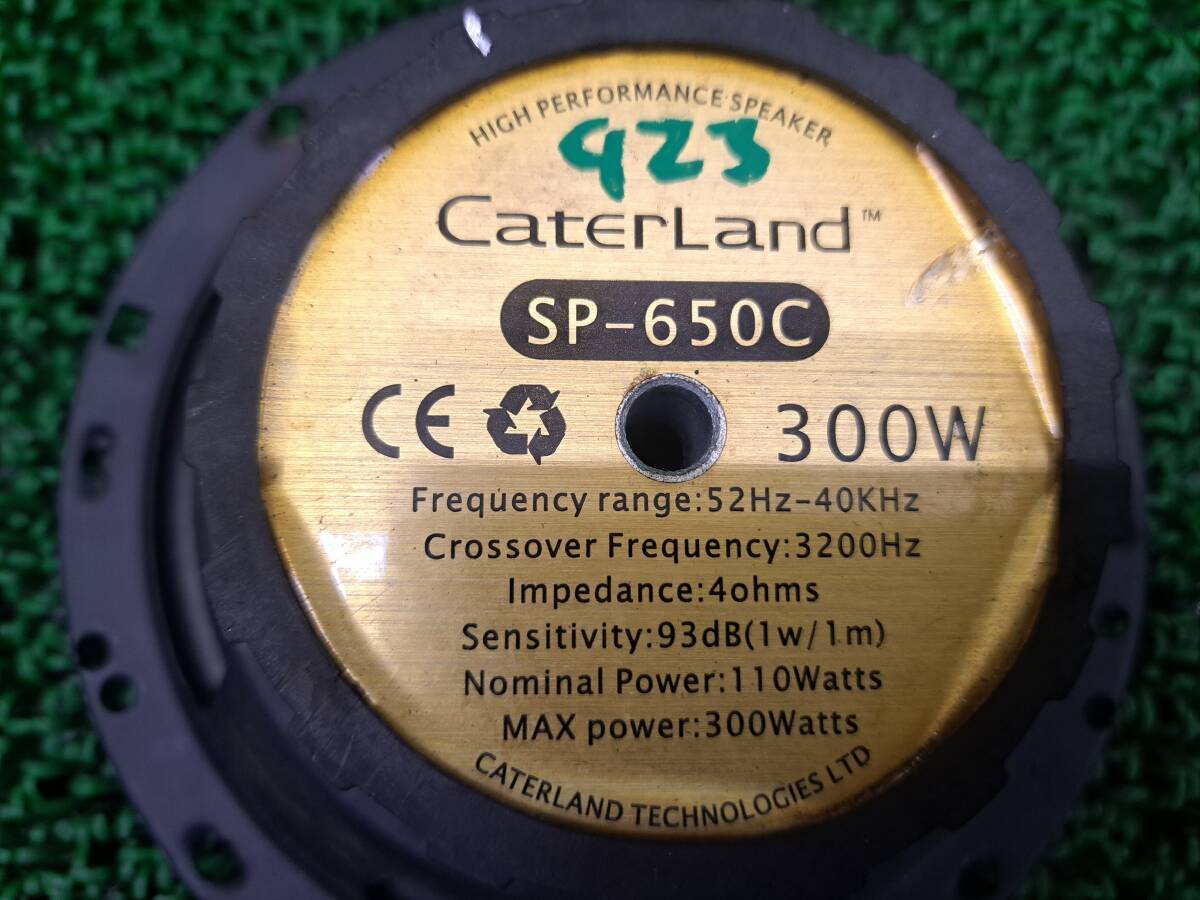 HIGH PERFORMANCE SPEAKER
923
CaterLand™
SP-650C
CE
300W
Frequency range:52Hz-40KHz
Crossover Frequency:3200Hz
Impedance:4ohms
Sensitivity:93dB(1w/1m)
Nominal Power:110Watts
MAX power:300Watts
CATERLAND TECHNOLOGIES LTD